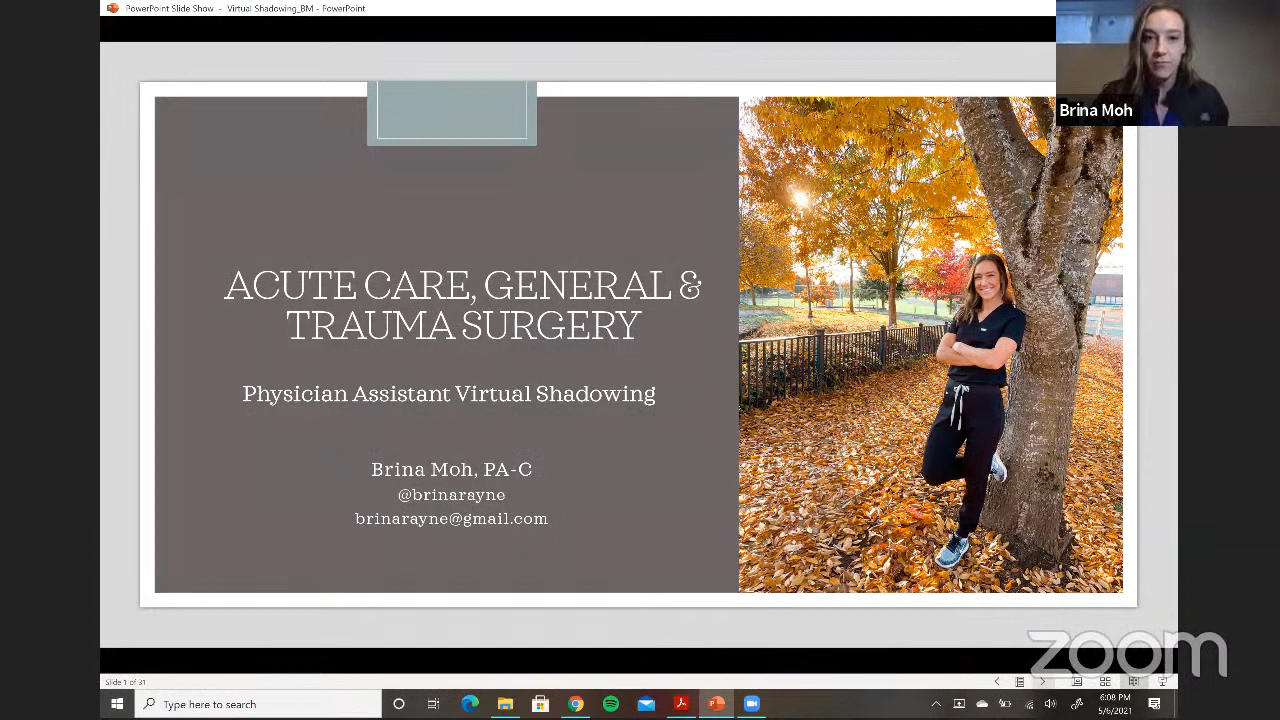 PowerPoint Slide Show - Virtual Shadowing_BM - PowerPoint
Brina Moh
ACUTE CARE, GENERAL &
TRAUMA SURGERY
Physician Assistant Virtual Shadowing
Brina Moh, PA-C
@brinarayne
brinarayne@gmail.com
zoom
Slide 1 of 31
Type here to search
6:08 PM
5/6/2021